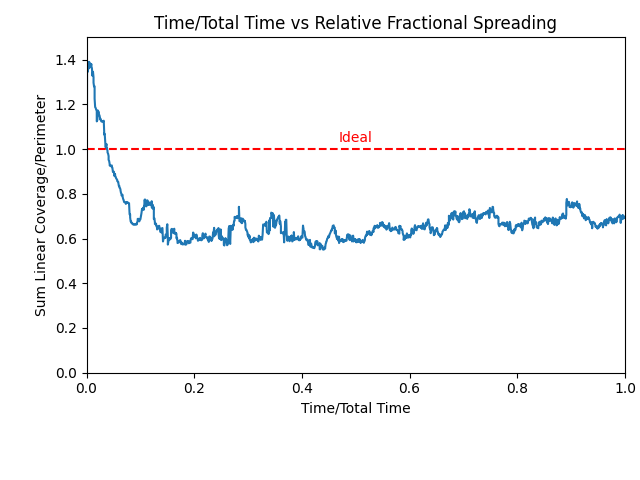 Time/Total Time vs Relative Fractional Spreading
Sum Linear Coverage/Perimeter
1.4
1.2
1.0
0.8
0.6
0.4
0.2
0.0
Ideal
0.0 0.2 0.4 0.6 0.8 1.0
Time/Total Time